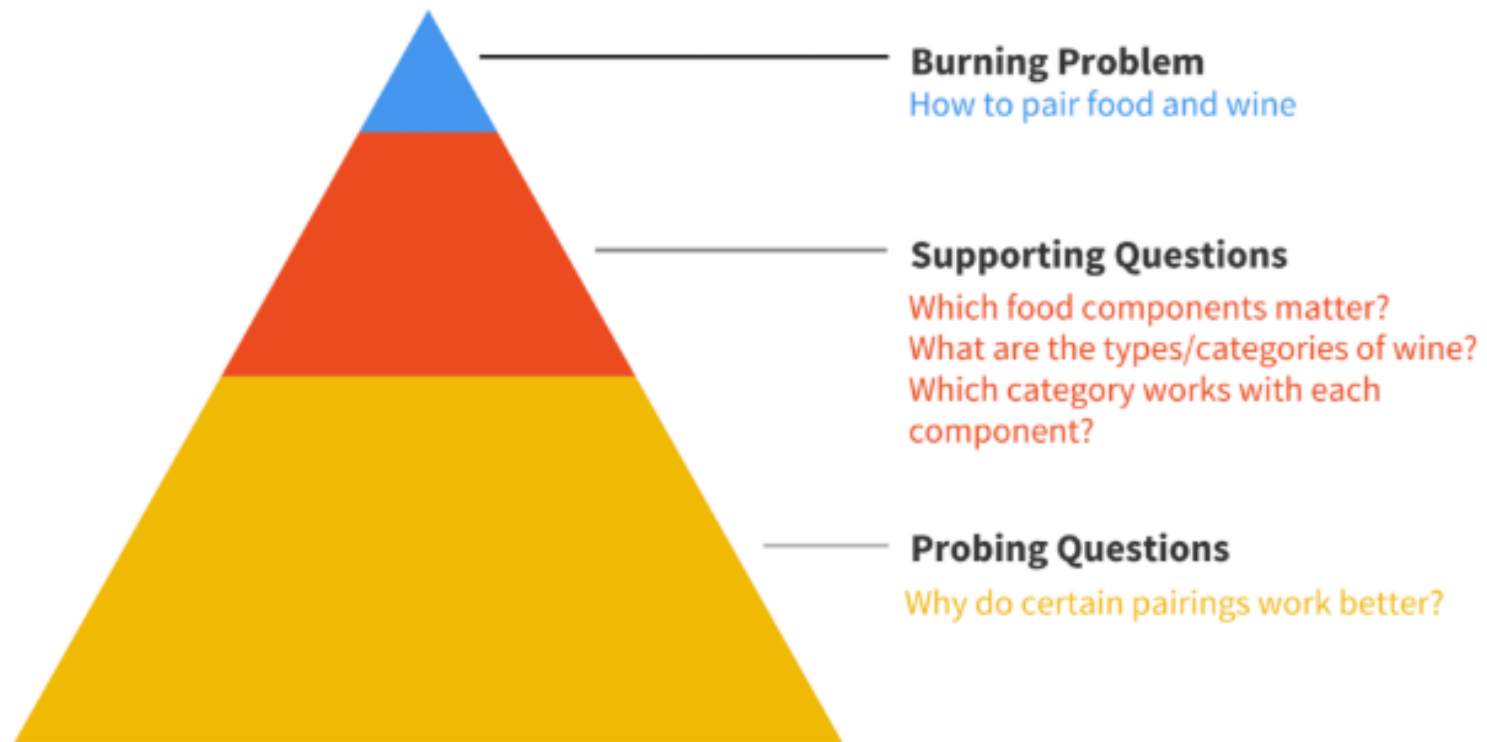 Burning Problem
How to pair food and wine
Supporting Questions
Which food components matter?
What are the types/categories of wine?
Which category works with each
component?
Probing Questions
Why do certain pairings work better?